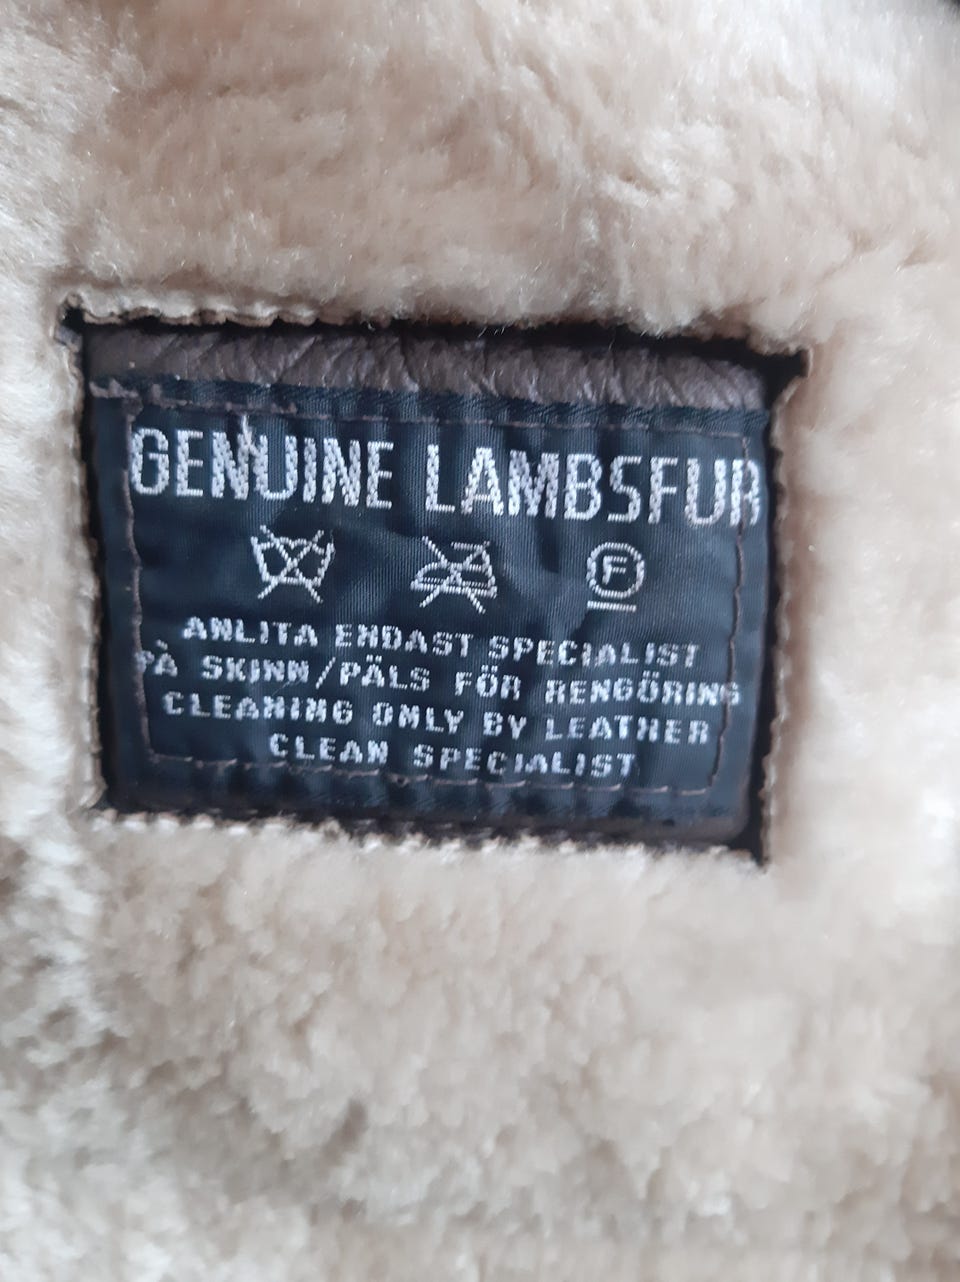 GENUINE LAMBSFUR
F
ANLITA ENDAST SPECIALIST
PÅ SKINN/PÄLS FÖR RENGÖRING
CLEANING ONLY BY LEATHER
CLEAN SPECIALIST